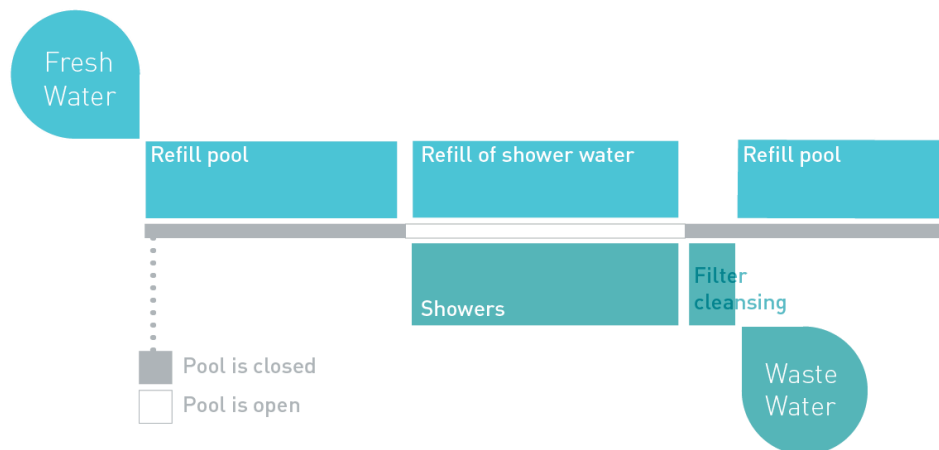 Fresh
Water
Refill pool
Refill of shower water
Refill pool
Showers
Filter
cleansing
Pool is closed
Pool is open
Waste
Water